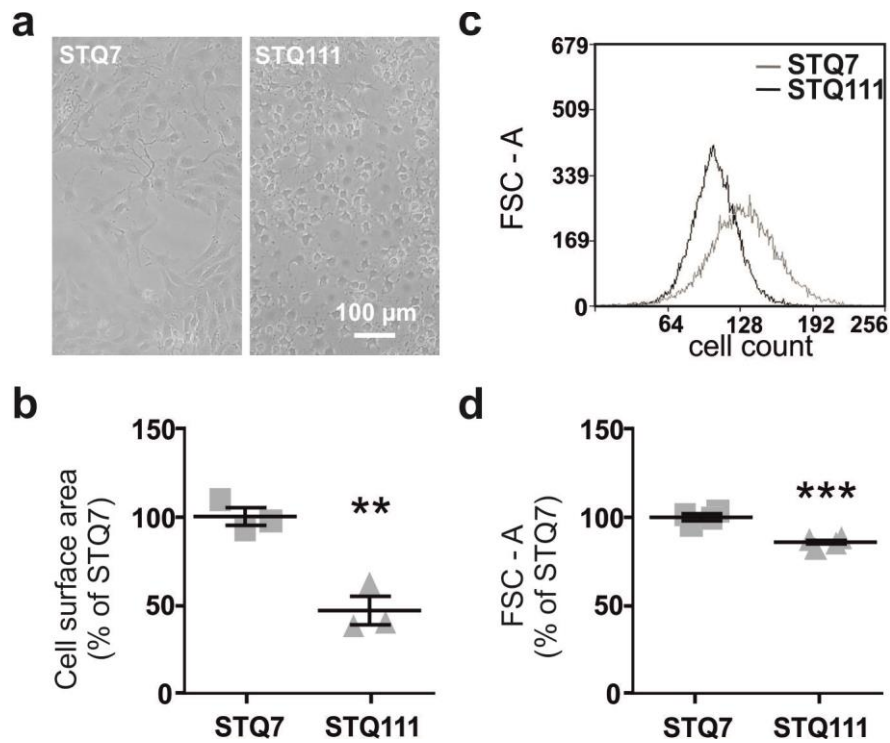 a
STQ7
STQ111
100 µm
c
679
509
339
169
0
FSC - A
STQ7
STQ111
64
128
192
256
cell count
b
150
100
50
0
Cell surface area
(% of STQ7)
**
STQ7
STQ111
d
150
100
50
0
FSC - A
(% of STQ7)
***
STQ7
STQ111